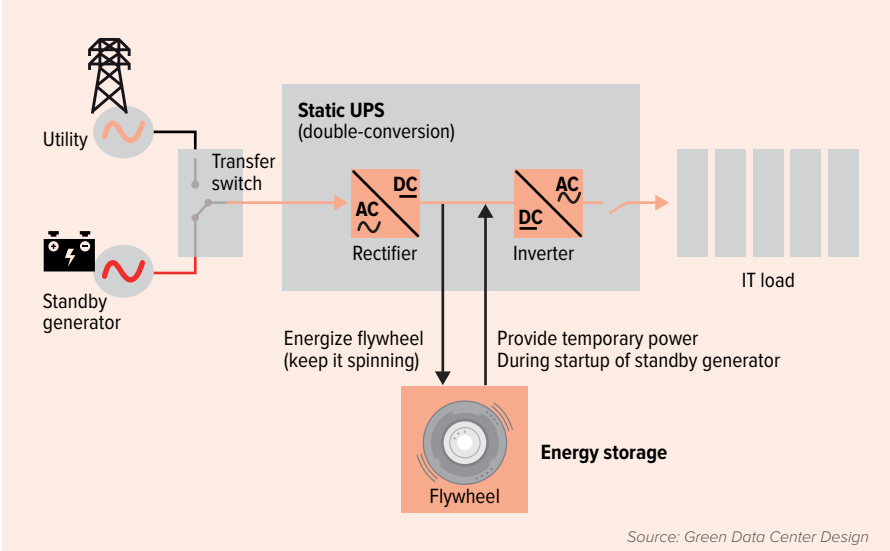 Static UPS
(double-conversion)
Utility
Transfer
switch
DC
AC
Rectifier
AC
DC
Inverter
Standby
generator
IT load
Energize flywheel
(keep it spinning)
Provide temporary power
During startup of standby generator
Energy storage
Flywheel
Source: Green Data Center Design